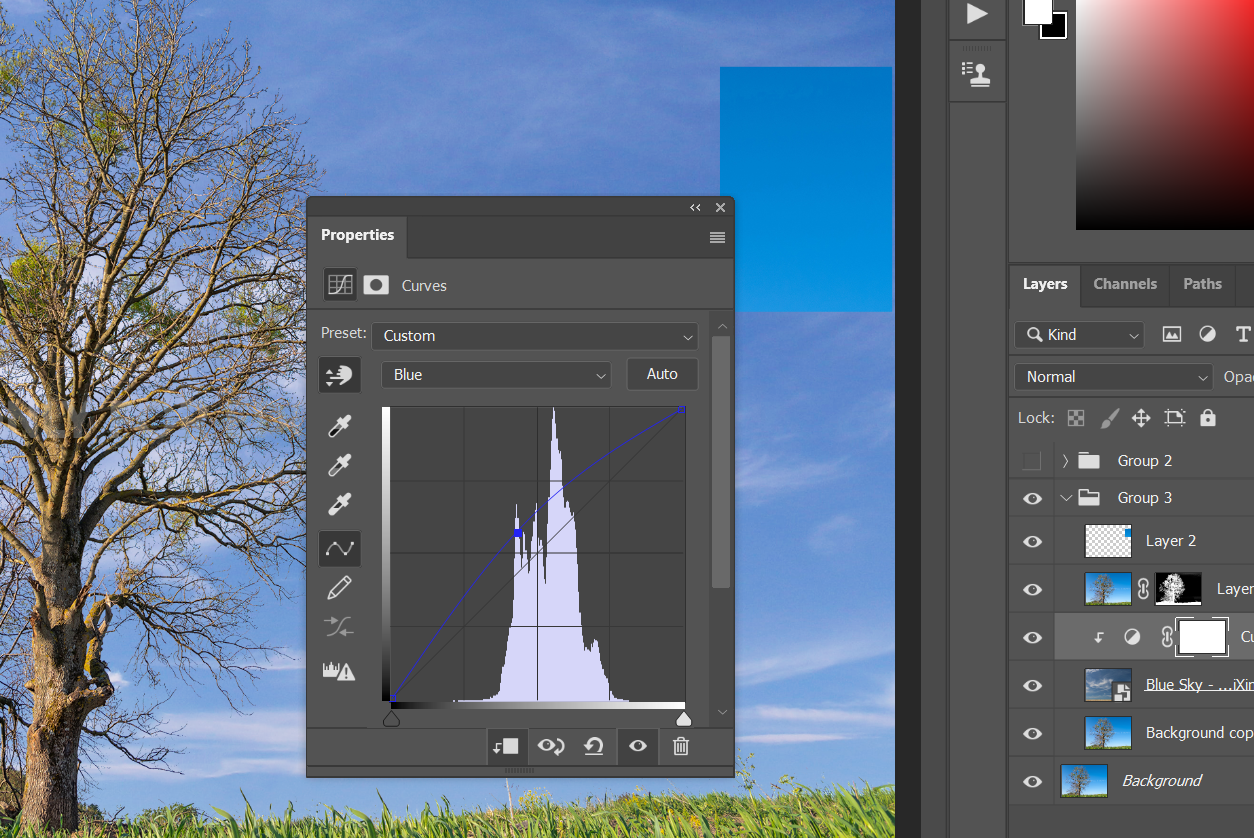 Properties
Curves
Preset: Custom
Blue
Auto
Layers Channels Paths
Kind
Normal Opac
Lock:
Group 2
Group 3
Layer 2
Layer
Cu
Blue Sky - ...iXin
Background cop
Background